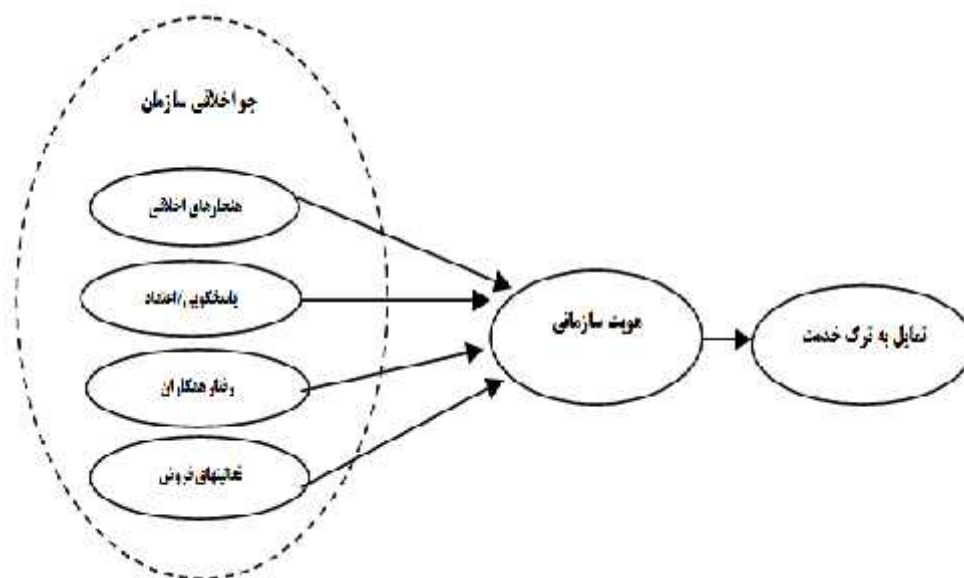 جو اخلاقی سازمان
هنجارهای اخلاقی
پاسخگویی/اعتماد
رفتار همکاران
فعالیتهای فروش
هویت سازمانی
تمایل به ترک خدمت